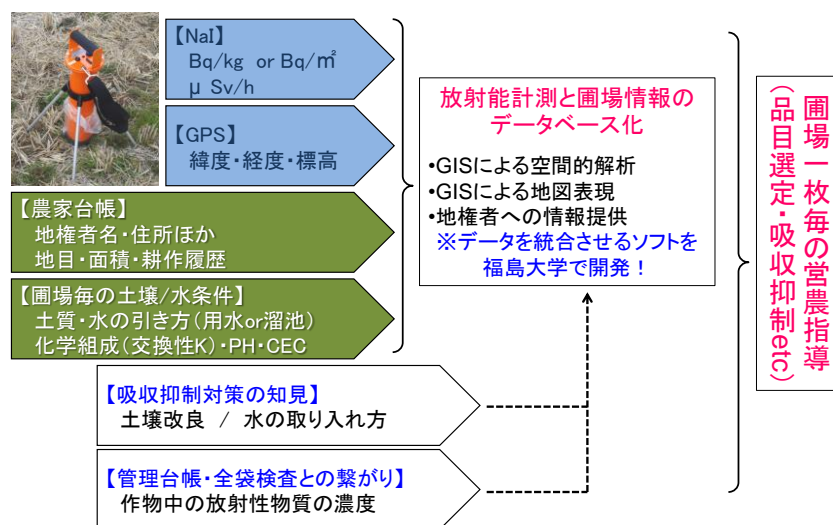 【NaI】
Bq/kg or Bq/㎡
μ Sv/h
【GPS】
緯度・経度・標高
【農家台帳】
地権者名・住所ほか
地目・面積・耕作履歴
【圃場毎の土壌/水条件】
土質・水の引き方（用水or溜池）
化学組成（交換性K）・PH・CEC
【吸収抑制対策の知見】
土壌改良 / 水の取り入れ方
【管理台帳・全袋検査との繋がり】
作物中の放射性物質の濃度
放射能計測と圃場情報の
データベース化
•GISによる空間的解析
•GISによる地図表現
•地権者への情報提供
※データを統合させるソフトを
福島大学で開発！
圃場一枚毎の営農指導
（品目選定・吸収抑制etc）